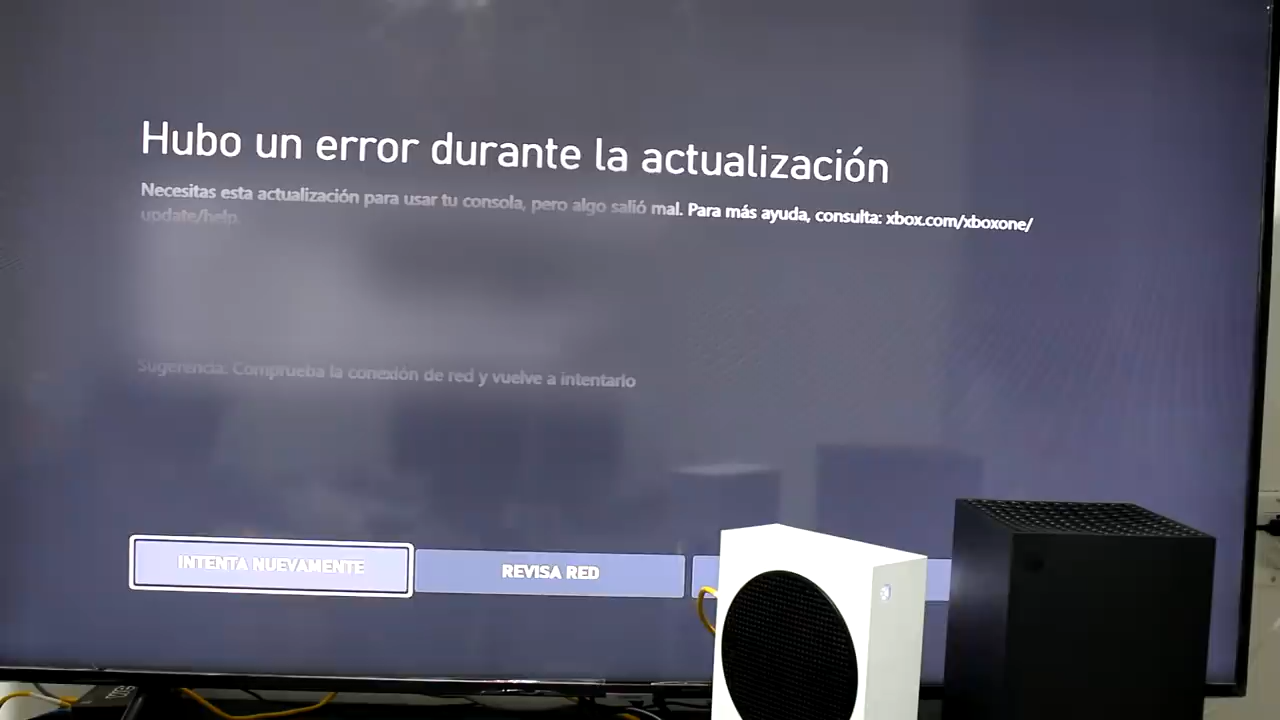 Hubo un error durante la actualización
Necesitas esta actualización para usar tu consola, pero algo salió mal. Para más ayuda, consulta: xbox.com/xboxone/
update/help.
Sugerencia: Comprueba la conexión de red y vuelve a intentarlo
INTENTA NUEVAMENTE
REVISA RED